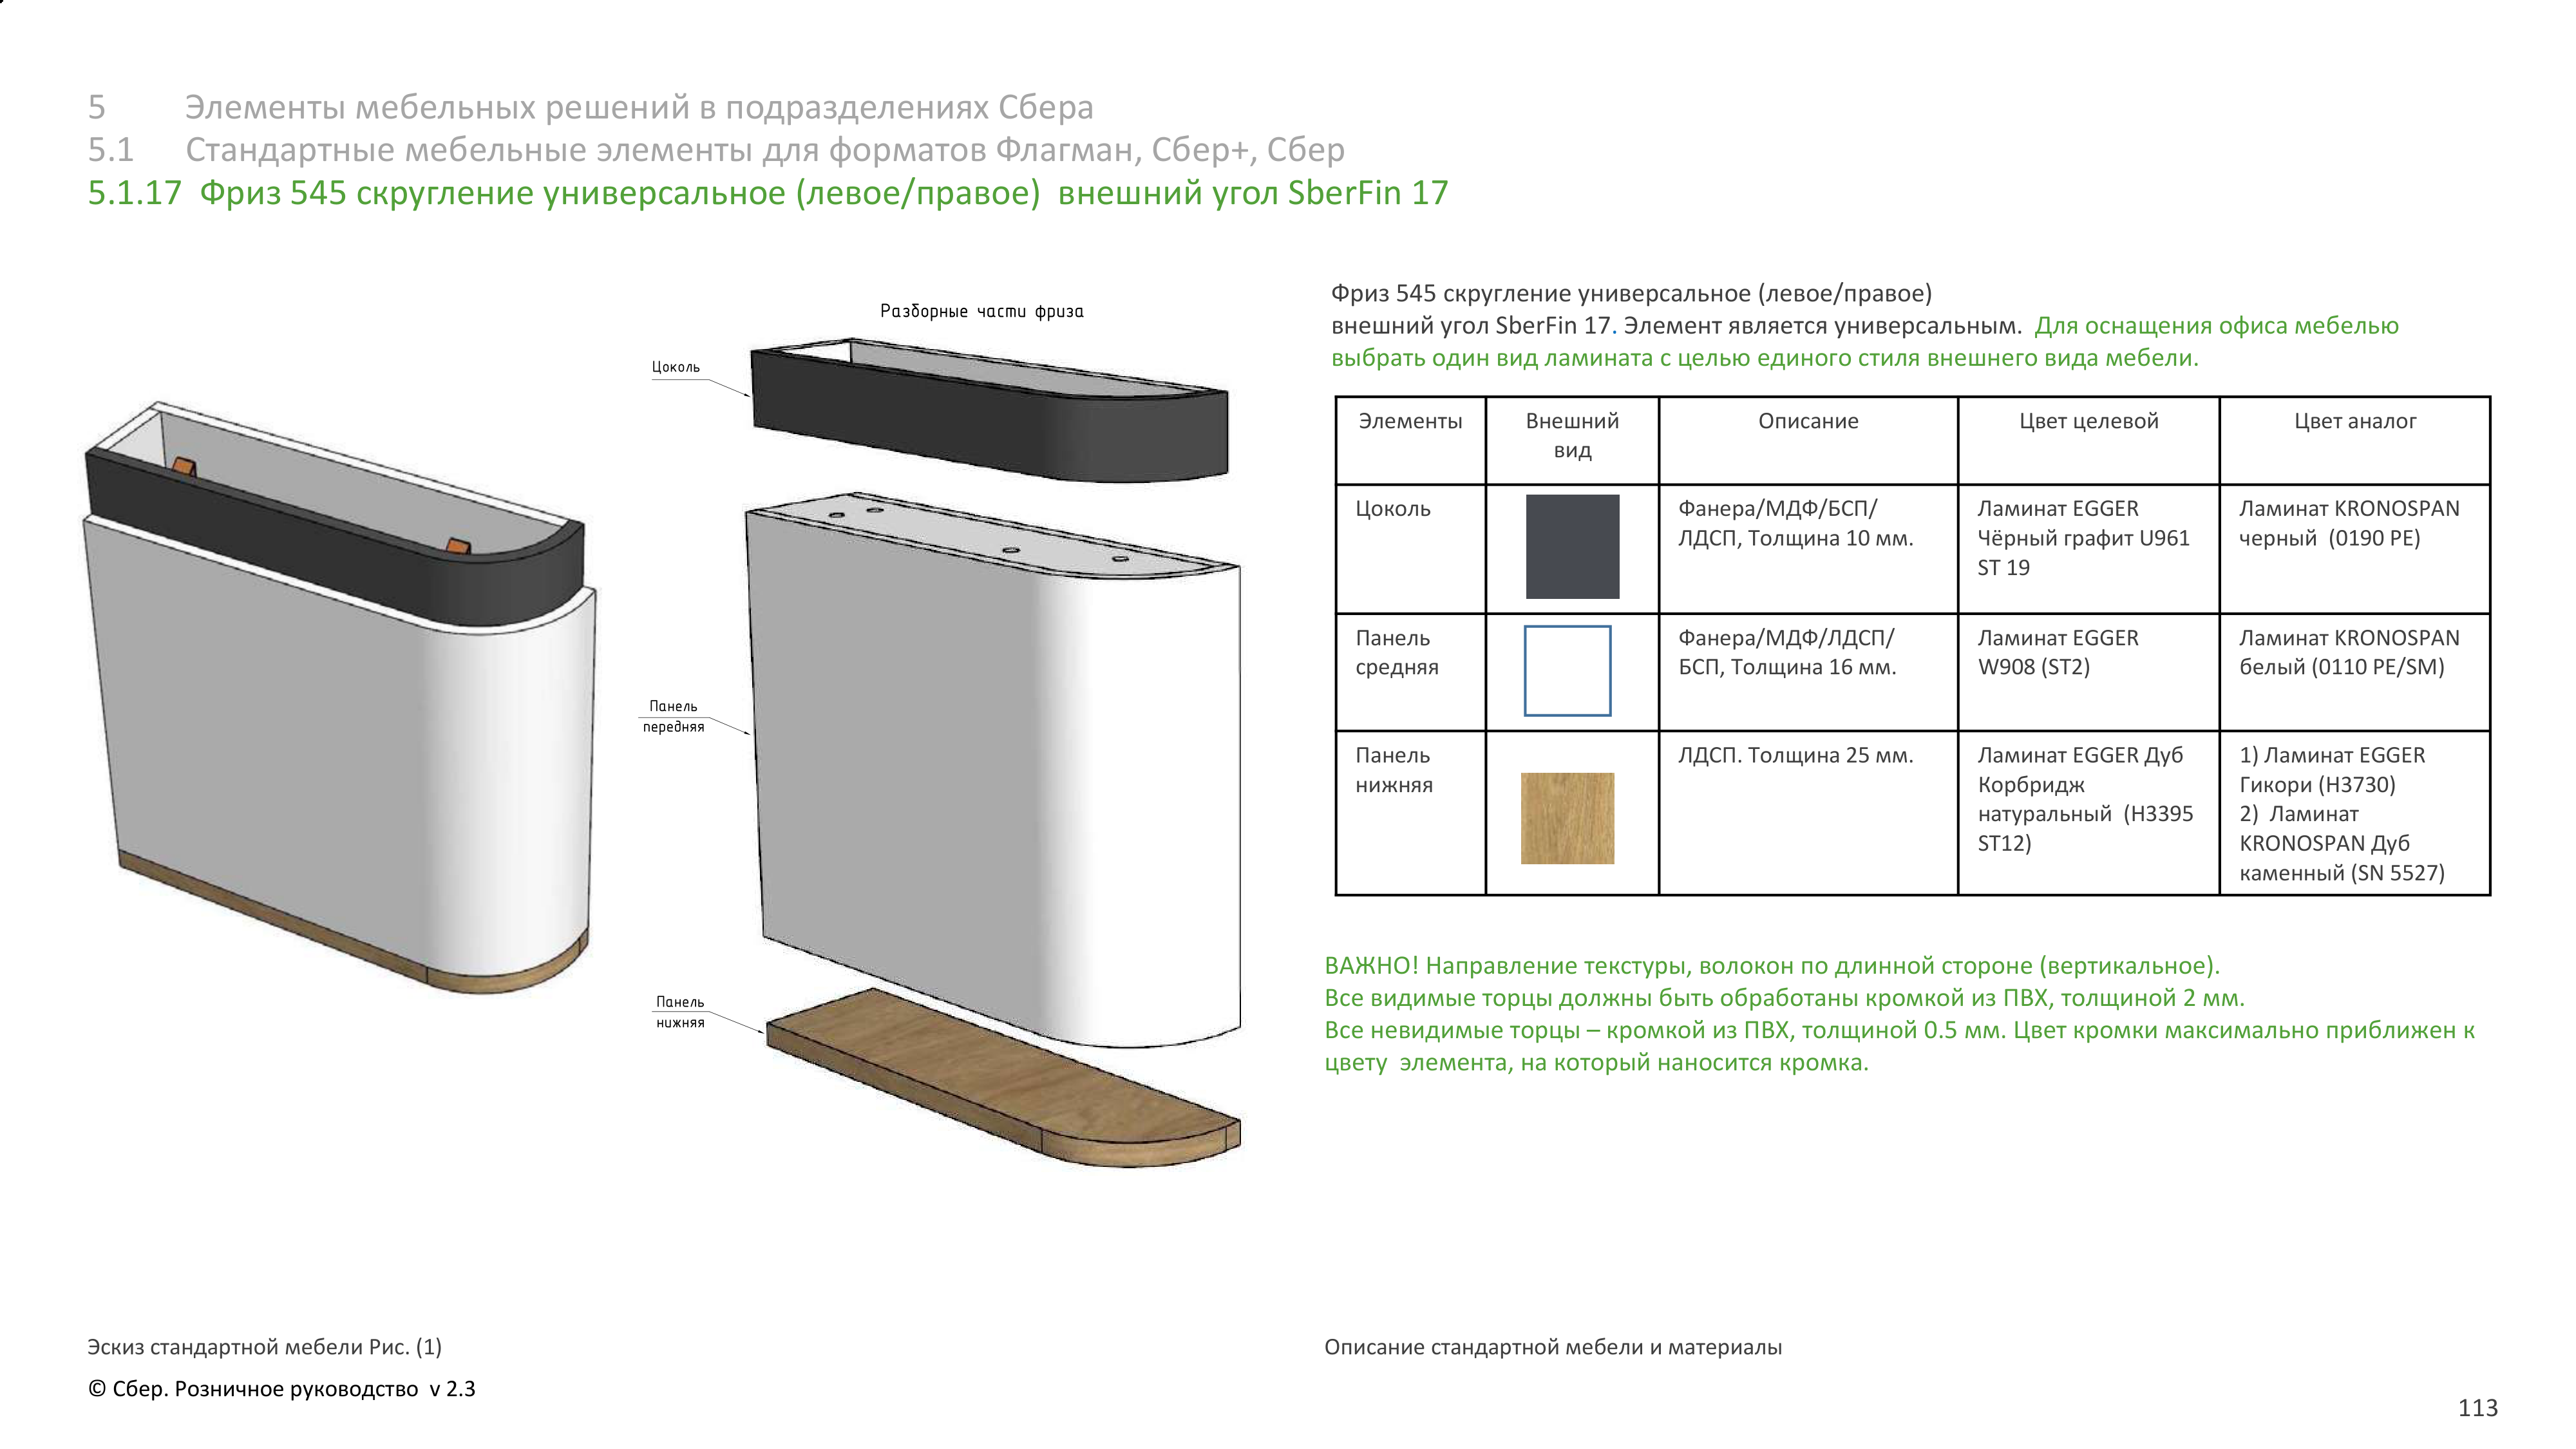 5 Элементы мебельных решений в подразделениях Сбера
5.1 Стандартные мебельные элементы для форматов Флагман, Сбер+, Сбер
5.1.17 Фриз 545 скругление универсальное (левое/правое) внешний угол SberFin 17
Разборные части фриза
Цоколь
Панель
передняя
Панель
нижняя
Фриз 545 скругление универсальное (левое/правое)
внешний угол SberFin 17. Элемент является универсальным. Для оснащения офиса мебелью
выбрать один вид ламината с целью единого стиля внешнего вида мебели.
Элементы
Внешний
вид
Описание
Цвет целевой
Цвет аналог
Цоколь
Фанера/МДФ/БСП/
ЛДСП, Толщина 10 мм.
Ламинат EGGER
Чёрный графит U961
ST 19
Ламинат KRONOSPAN
черный (0190 PE)
Панель
средняя
Фанера/МДФ/ЛДСП/
БСП, Толщина 16 мм.
Ламинат EGGER
W908 (ST2)
Ламинат KRONOSPAN
белый (0110 PE/SM)
Панель
нижняя
ЛДСП. Толщина 25 мм.
Ламинат EGGER Дуб
Корбридж
натуральный (H3395
ST12)
1) Ламинат EGGER
Гикори (H3730)
2) Ламинат
KRONOSPAN Дуб
каменный (SN 5527)
ВАЖНО! Направление текстуры, волокон по длинной стороне (вертикальное).
Все видимые торцы должны быть обработаны кромкой из ПВХ, толщиной 2 мм.
Все невидимые торцы – кромкой из ПВХ, толщиной 0.5 мм. Цвет кромки максимально приближен к
цвету элемента, на который наносится кромка.
Эскиз стандартной мебели Рис. (1)
Описание стандартной мебели и материалы
© Сбер. Розничное руководство v 2.3
113